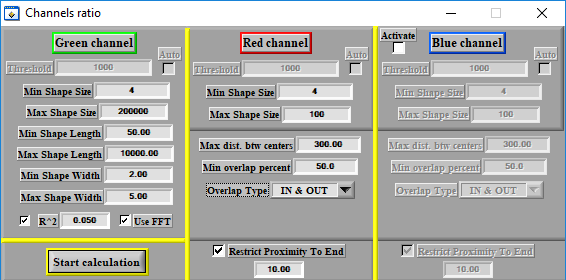 Channels ratio
Green channel
Auto
Threshold 1000
Min Shape Size 4
Max Shape Size 200000
Min Shape Length 50.00
Max Shape Length 10000.00
Min Shape Width 2.00
Max Shape Width 5.00
R^2 0.050 Use FFT
Start calculation
Red channel
Auto
Threshold 1000
Min Shape Size 4
Max Shape Size 100
Max dist. btw centers 300.00
Min overlap percent 50.0
Overlap Type IN & OUT
Restrict Proximity To End
10.00
Activate
Blue channel
Auto
Threshold 1000
Min Shape Size 4
Max Shape Size 100
Max dist. btw centers 300.00
Min overlap percent 50.0
Overlap Type IN & OUT
Restrict Proximity To End
10.00